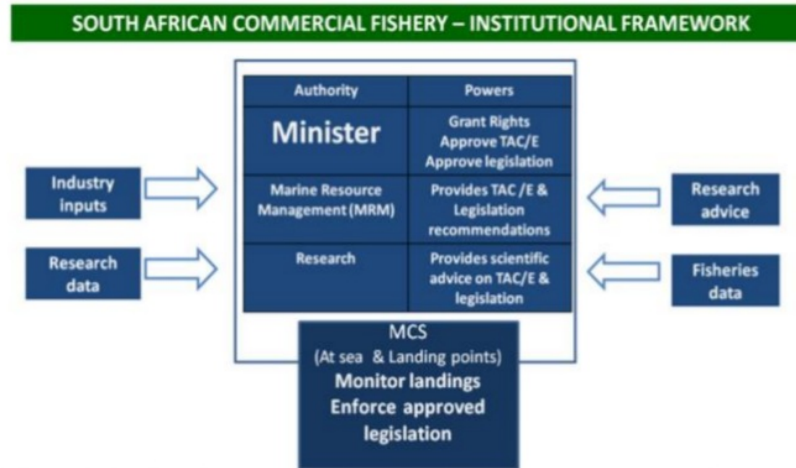 SOUTH AFRICAN COMMERCIAL FISHERY – INSTITUTIONAL FRAMEWORK
Authority
Powers
Minister
Grant Rights
Approve TAC/E
Approve legislation
Industry
inputs
Marine Resource
Management (MRM)
Provides TAC /E &
Legislation
recommendations
Research
advice
Research
data
Research
Provides scientific
advice on TAC/E &
legislation
Fisheries
data
MCS
(At sea & Landing points)
Monitor landings
Enforce approved
legislation